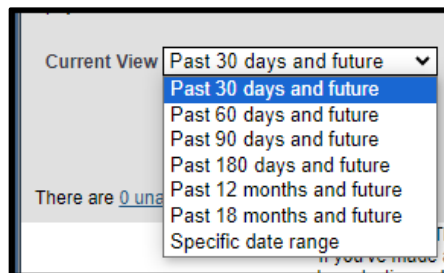 Current View Past 30 days and future
Past 30 days and future
Past 60 days and future
Past 90 days and future
Past 180 days and future
Past 12 months and future
There are 0 una
Past 18 months and future
Specific date range